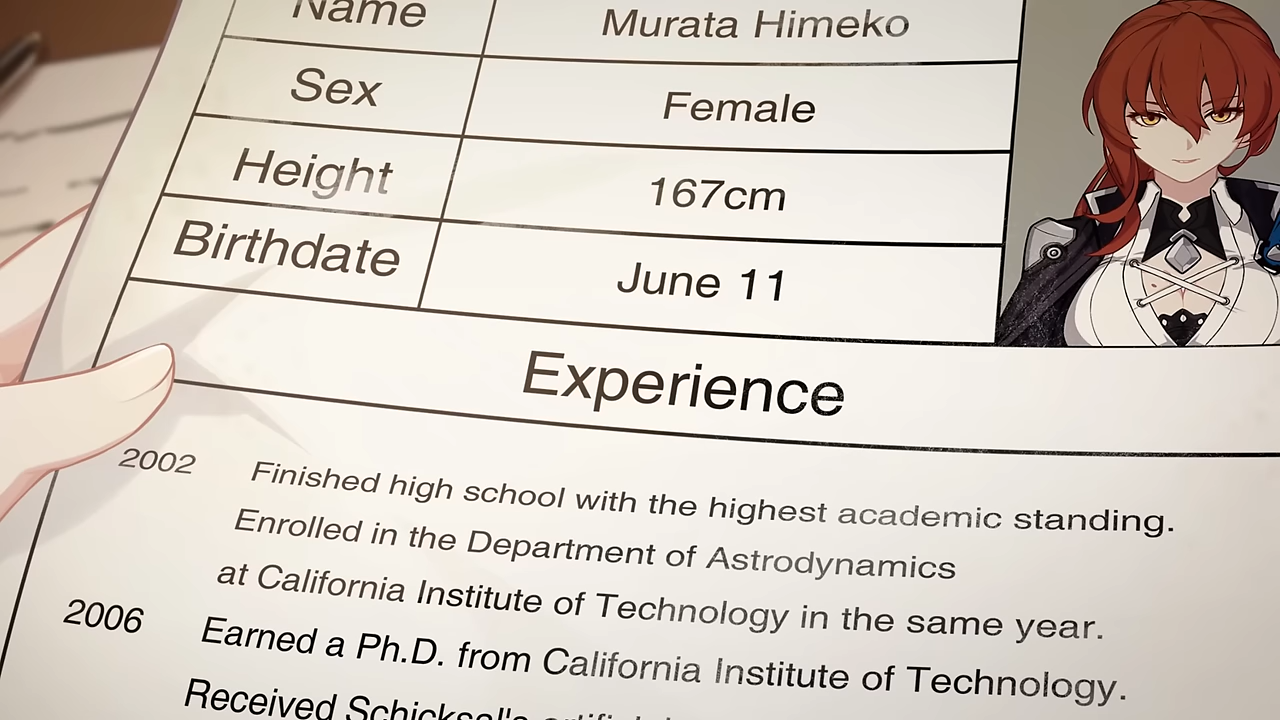 Name Murata Himeko
Sex Female
Height 167cm
Birthdate June 11
Experience
2002 Finished high school with the highest academic standing.
Enrolled in the Department of Astrodynamics
at California Institute of Technology in the same year.
2006 Earned a Ph.D. from California Institute of Technology.
Received Schicksal's